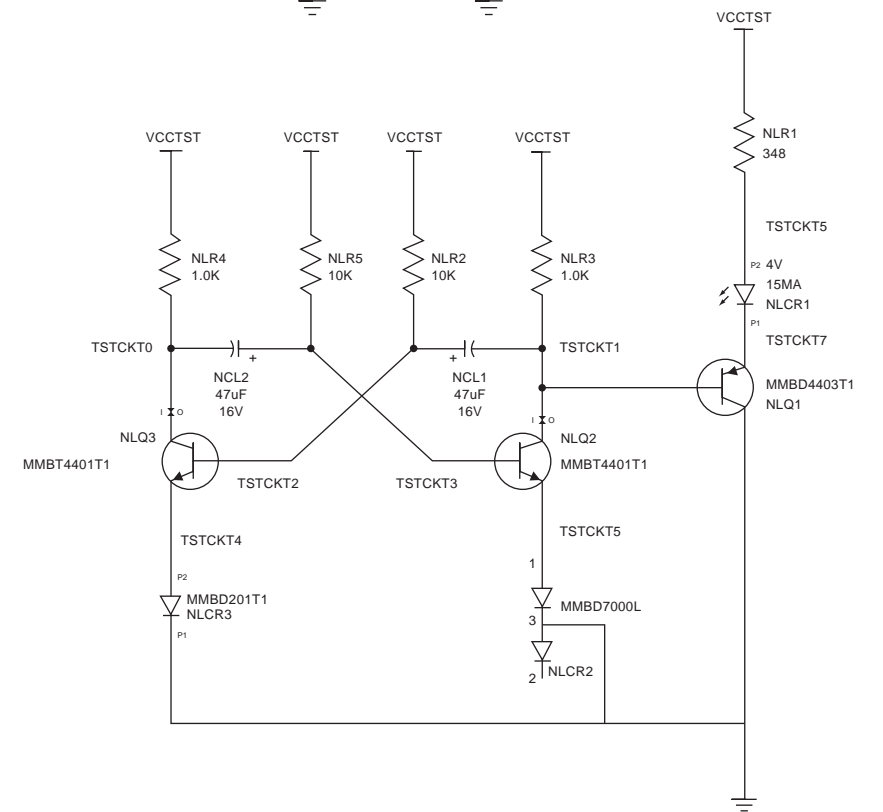 VCCTST
NLR1
348
VCCTST
VCCTST
VCCTST
VCCTST
TSTCKT5
NLR4
1.0K
NLR5
10K
NLR2
10K
NLR3
1.0K
P2 4V
15MA
NLCR1
P1
TSTCKT7
TSTCKT0
+
NCL2
47uF
16V
+
NCL1
47uF
16V
TSTCKT1
MMBD4403T1
NLQ1
I O
I O
NLQ3
MMBT4401T1
NLQ2
MMBT4401T1
TSTCKT2
TSTCKT3
TSTCKT4
TSTCKT5
P2
MMBD201T1
NLCR3
P1
1
MMBD7000L
3
NLCR2
2